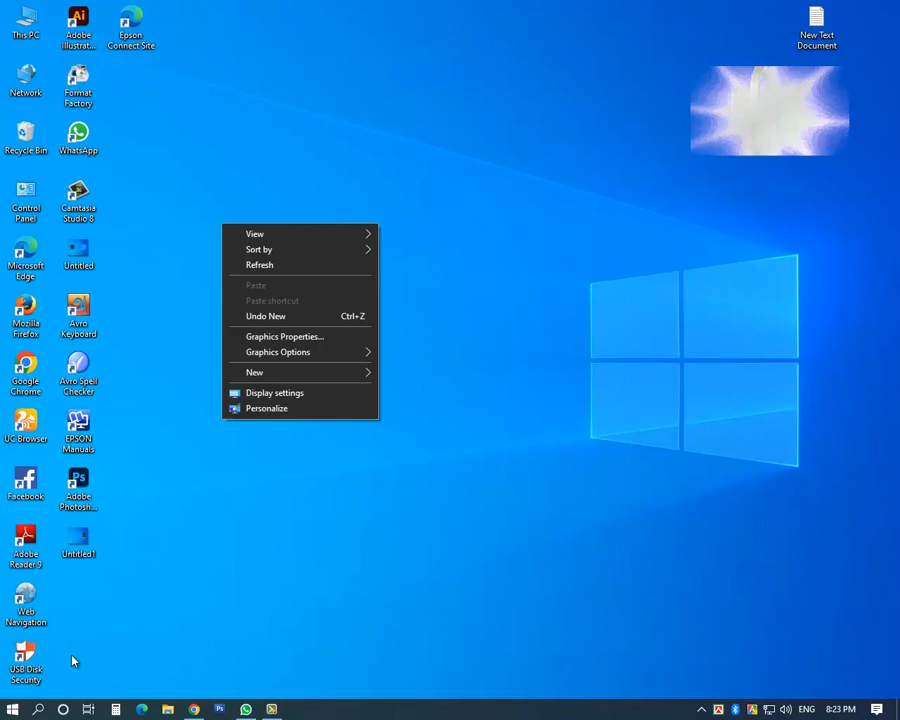 This PC
Adobe
Illustrat...
Epson
Connect Site
New Text
Document
Network
Format
Factory
Recycle Bin
WhatsApp
Control
Panel
Camtasia
Studio 8
Microsoft
Edge
Untitled
Mozilla
Firefox
Avro
Keyboard
Google
Chrome
Avro Spell
Checker
UC Browser
EPSON
Manuals
Facebook
Adobe
Photosh...
Adobe
Reader 9
Untitled1
Web
Navigation
USB Disk
Security
View
Sort by
Refresh
Paste
Paste shortcut
Undo New Ctrl+Z
Graphics Properties...
Graphics Options
New
Display settings
Personalize
ENG 8:23 PM